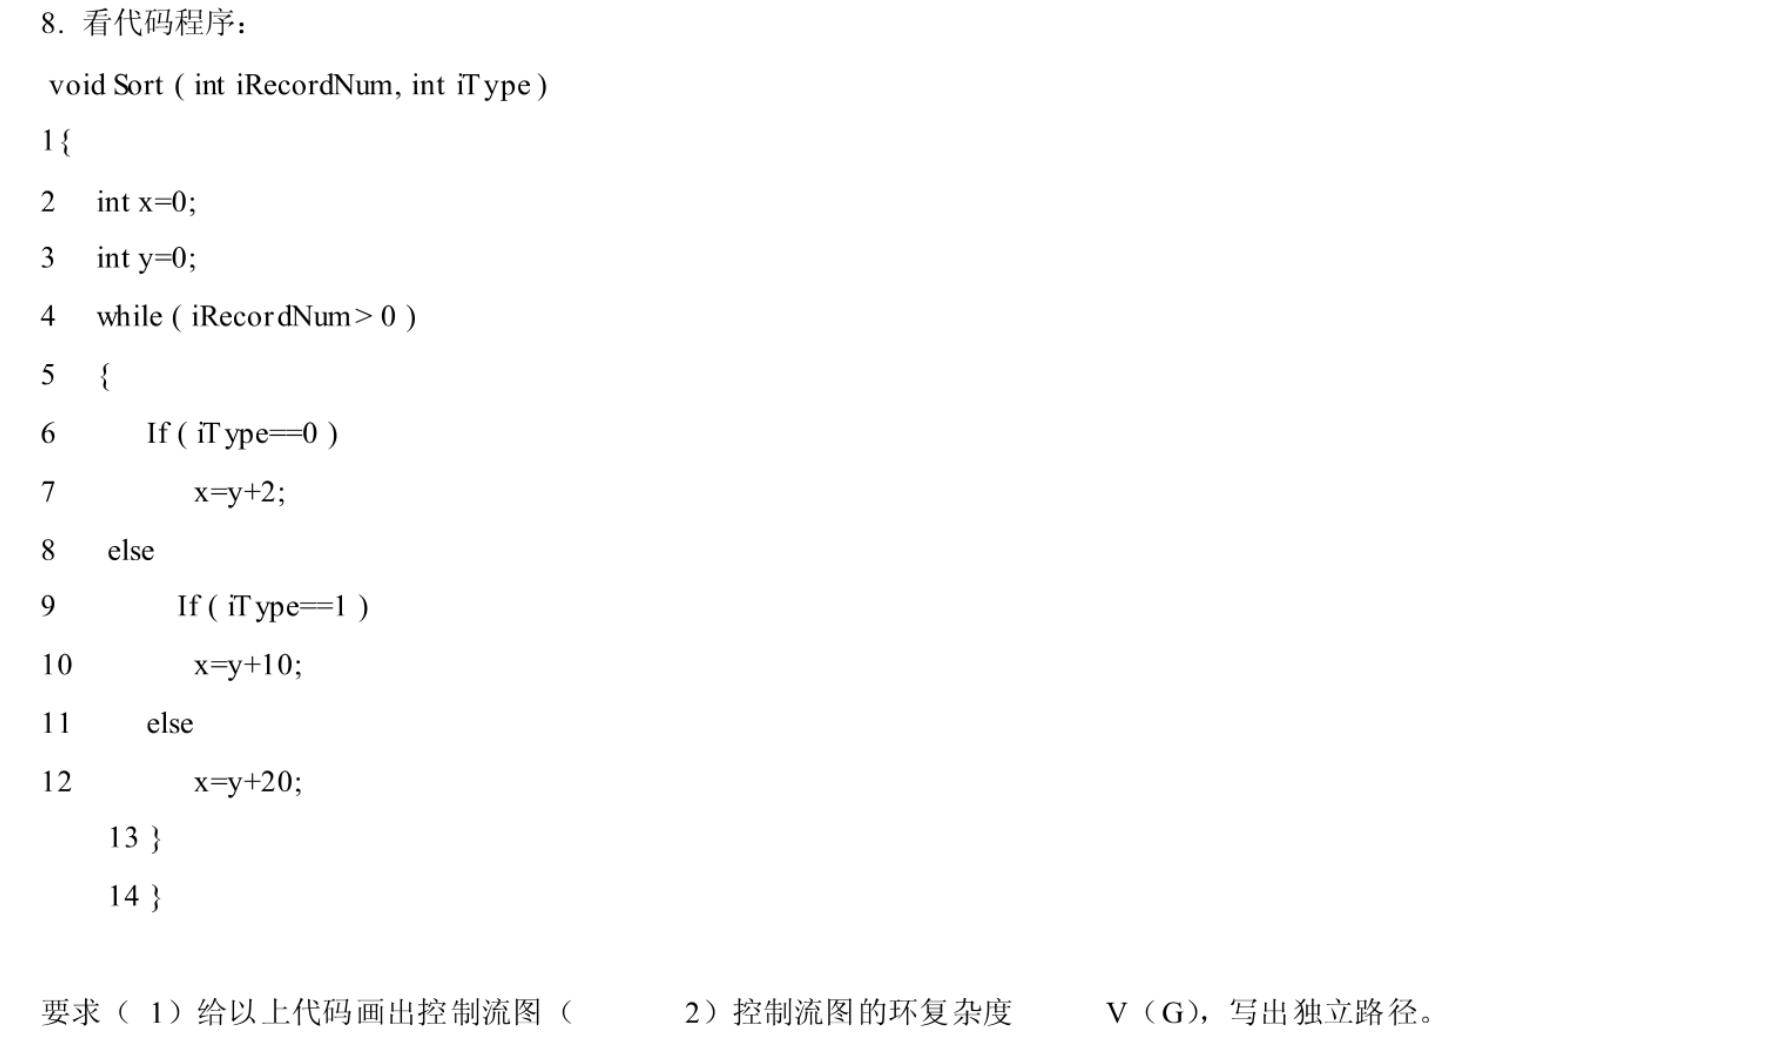 8. 看代码程序：
void Sort ( int iRecordNum, int iType )
1{
2 int x=0;
3 int y=0;
4 while ( iRecordNum> 0 )
5 {
6 If ( iType==0 )
7 x=y+2;
8 else
9 If ( iType==1 )
10 x=y+10;
11 else
12 x=y+20;
13 }
14 }
要求（ 1）给以上代码画出控制流图（ 2）控制流图的环复杂度 V（G），写出独立路径。